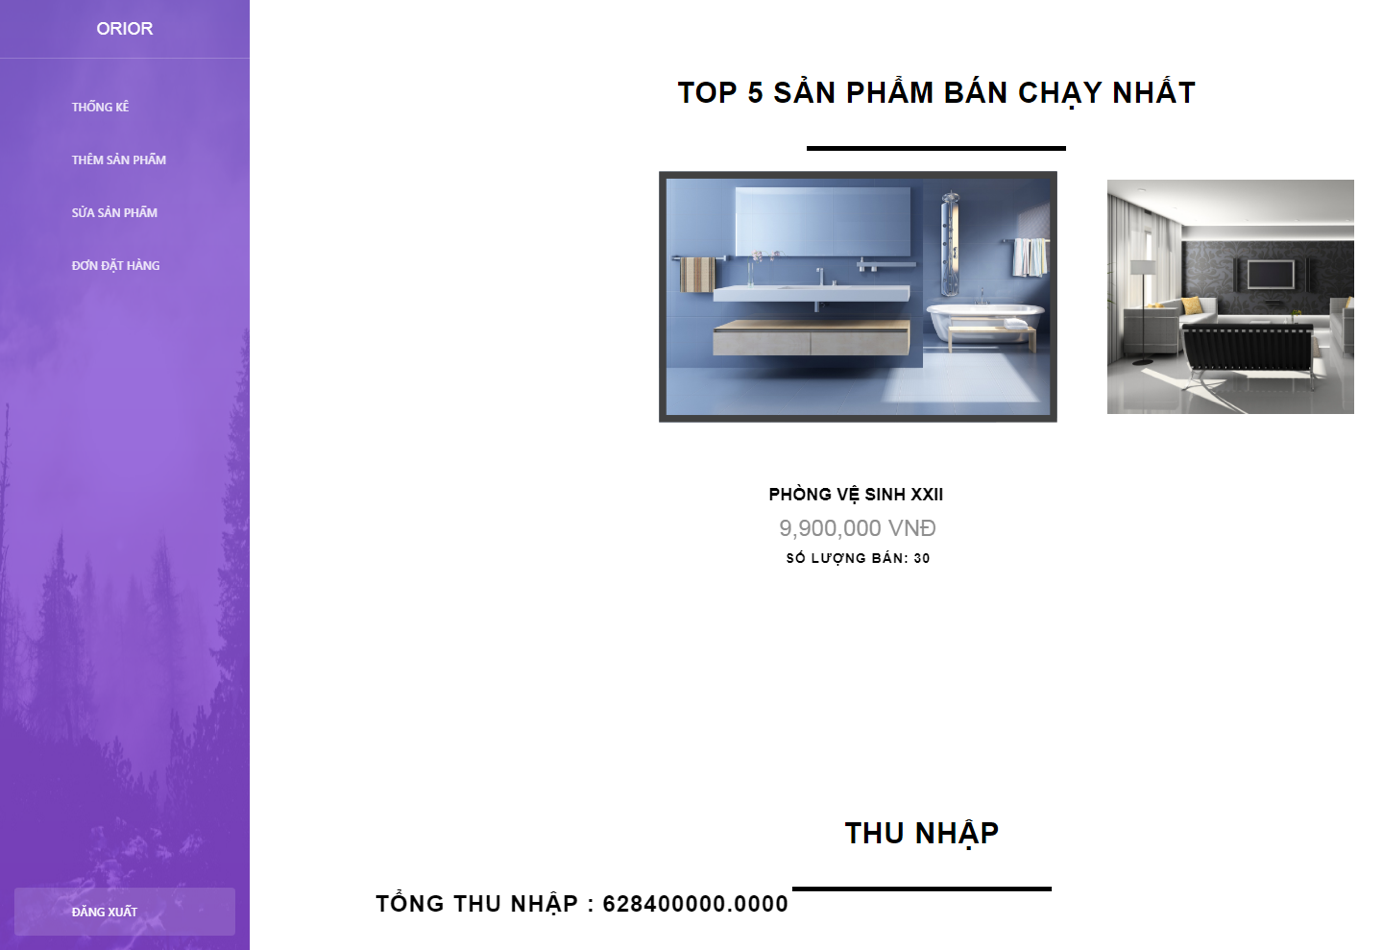 ORIOR
THỐNG KÊ
THÊM SẢN PHẨM
SỬA SẢN PHẨM
ĐƠN ĐẶT HÀNG
ĐĂNG XUẤT
TOP 5 SẢN PHẨM BÁN CHẠY NHẤT
PHÒNG VỆ SINH XXII
9,900,000 VNĐ
SỐ LƯỢNG BÁN: 30
THU NHẬP
TỔNG THU NHẬP : 628400000.0000